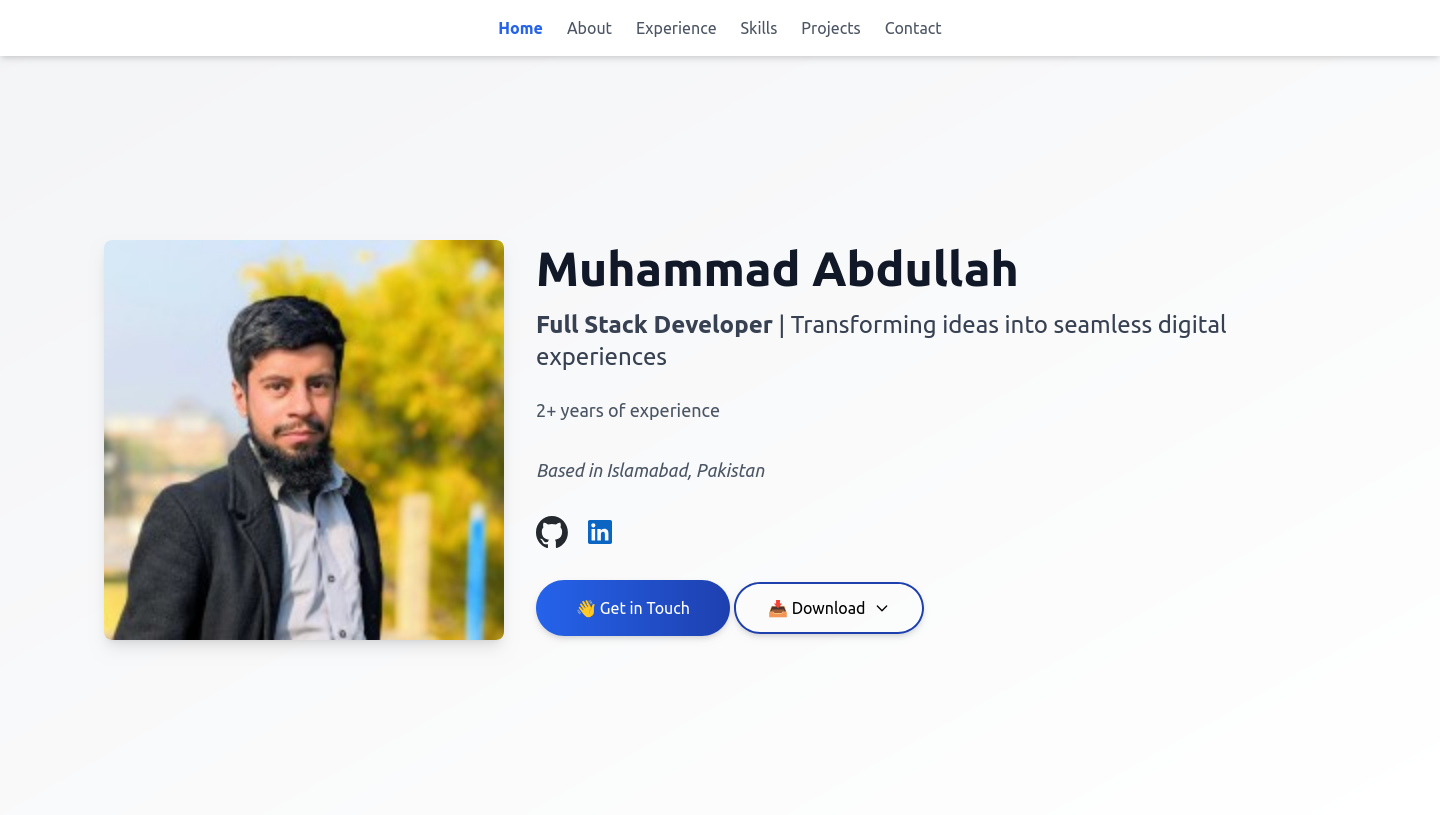 Home About Experience Skills Projects Contact
Muhammad Abdullah
Full Stack Developer | Transforming ideas into seamless digital
experiences
2+ years of experience
Based in Islamabad, Pakistan
in
👋 Get in Touch
📥 Download